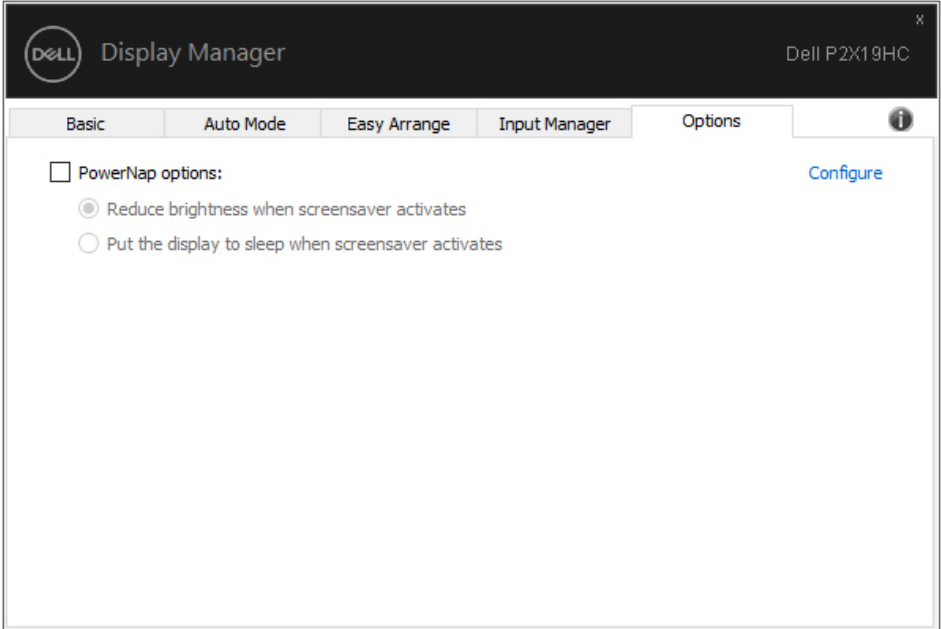 x
DELL Display Manager
Dell P2X19HC
Basic Auto Mode Easy Arrange Input Manager Options
PowerNap options: Configure
Reduce brightness when screensaver activates
Put the display to sleep when screensaver activates